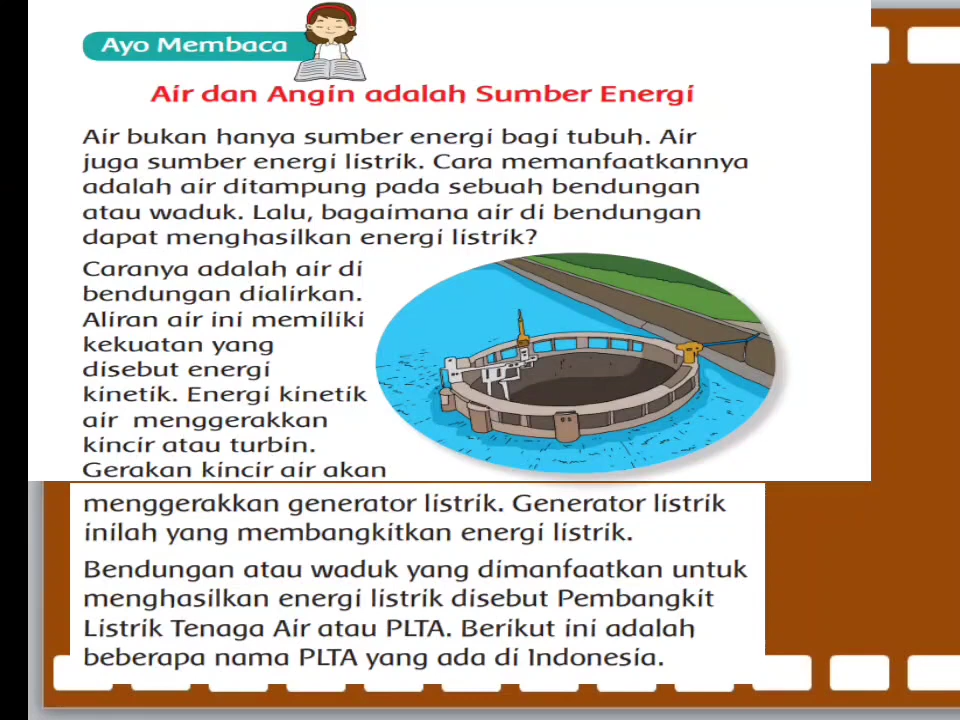 Ayo Membaca
Air dan Angin adalah Sumber Energi
Air bukan hanya sumber energi bagi tubuh. Air
juga sumber energi listrik. Cara memanfaatkannya
adalah air ditampung pada sebuah bendungan
atau waduk. Lalu, bagaimana air di bendungan
dapat menghasilkan energi listrik?
Caranya adalah air di
bendungan dialirkan.
Aliran air ini memiliki
kekuatan yang
disebut energi
kinetik. Energi kinetik
air menggerakkan
kincir atau turbin.
Gerakan kincir air akan
menggerakkan generator listrik. Generator listrik
inilah yang membangkitkan energi listrik.
Bendungan atau waduk yang dimanfaatkan untuk
menghasilkan energi listrik disebut Pembangkit
Listrik Tenaga Air atau PLTA. Berikut ini adalah
beberapa nama PLTA yang ada di Indonesia.